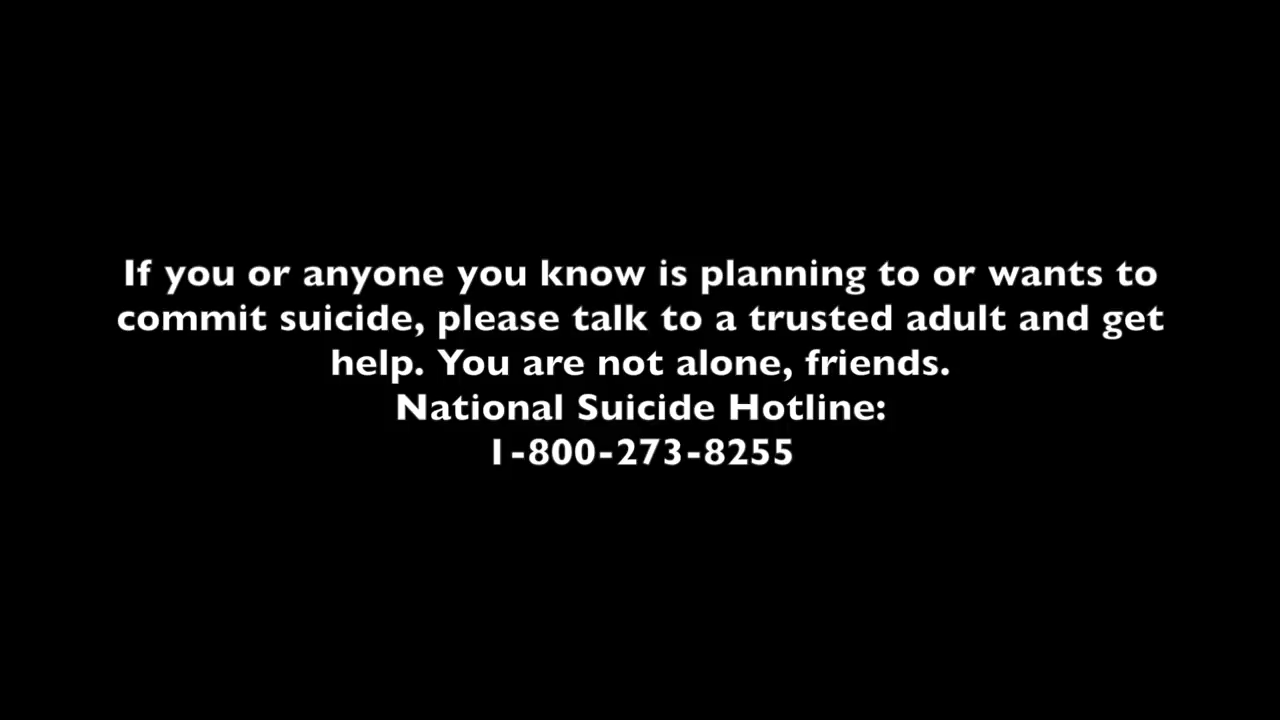 If you or anyone you know is planning to or wants to
commit suicide, please talk to a trusted adult and get
help. You are not alone, friends.
National Suicide Hotline:
1-800-273-8255